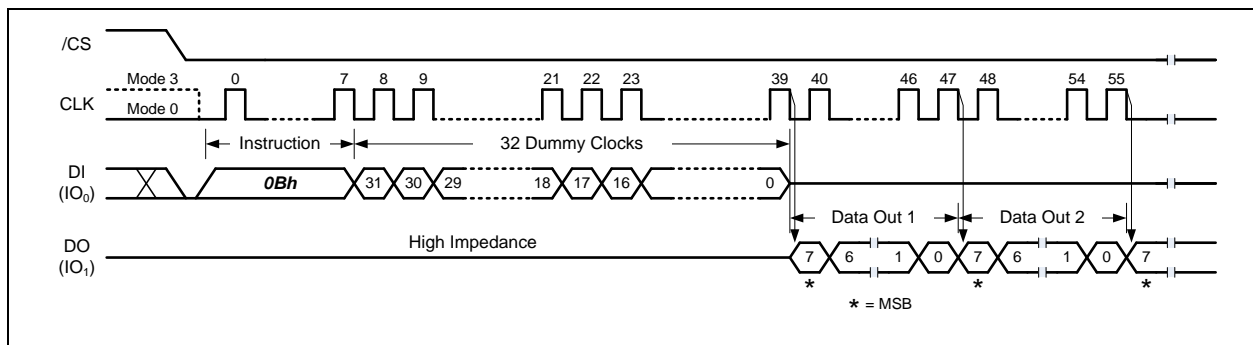 /CS
Mode 3 0 7 8 9 21 22 23 39 40 46 47 48 54 55
CLK Mode 0
Instruction 32 Dummy Clocks
DI
(IO0) 0Bh 31 30 29 18 17 16 0
Data Out 1 Data Out 2
DO
(IO1) High Impedance 7 6 1 0 7 6 1 0 7
* * *
* = MSB